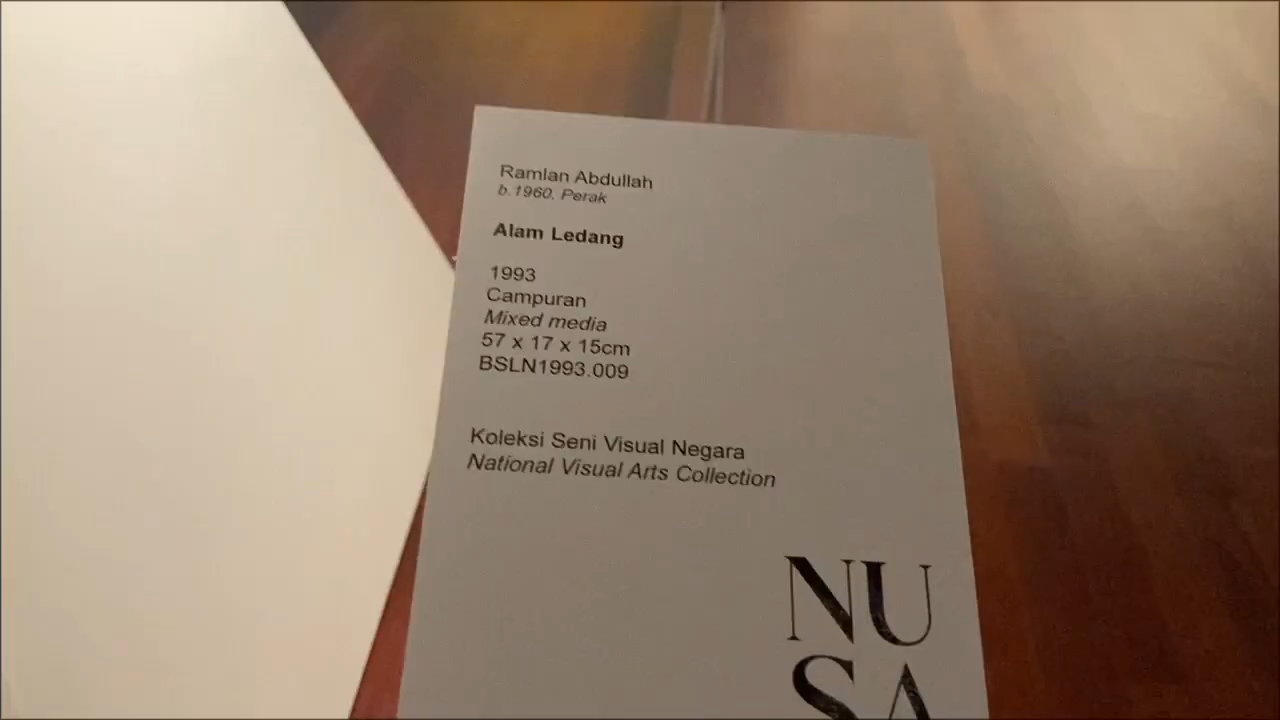 Ramlan Abdullah
b.1960, Perak
Alam Ledang
1993
Campuran
Mixed media
57 x 17 x 15cm
BSLN1993.009
Koleksi Seni Visual Negara
National Visual Arts Collection
NU
SA